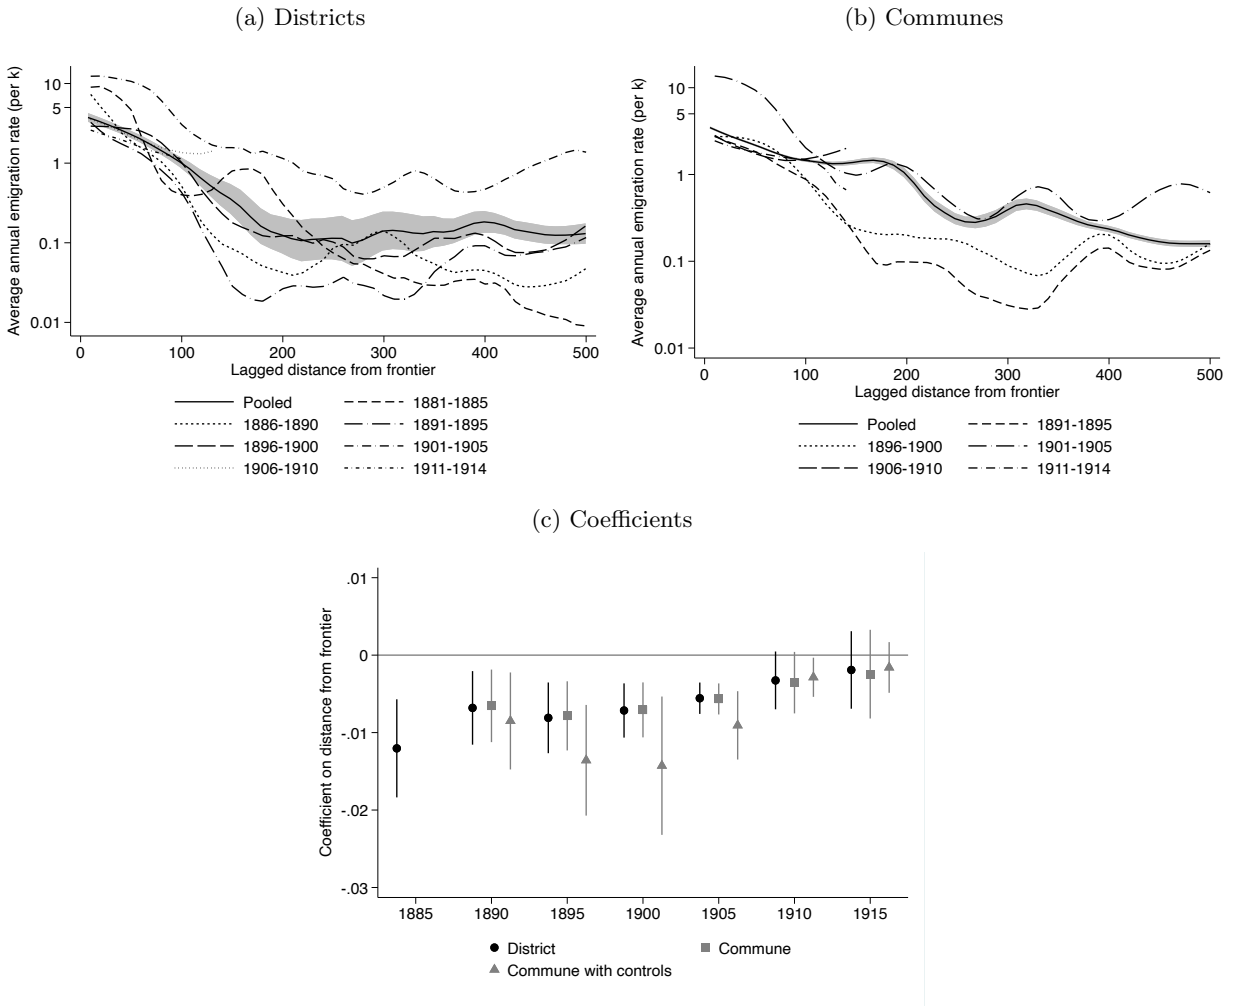 (a) Districts
Average annual emigration rate (per k)
10
5
1
0.1
0.01
0 100 200 300 400 500
Lagged distance from frontier
Pooled 1881-1885
1886-1890 1891-1895
1896-1900 1901-1905
1906-1910 1911-1914
(b) Communes
Average annual emigration rate (per k)
10
5
1
0.1
0.01
0 100 200 300 400 500
Lagged distance from frontier
Pooled 1891-1895
1896-1900 1901-1905
1906-1910 1911-1914
(c) Coefficients
Coefficient on distance from frontier
.01
0
-.01
-.02
-.03
1885 1890 1895 1900 1905 1910 1915
District Commune
Commune with controls